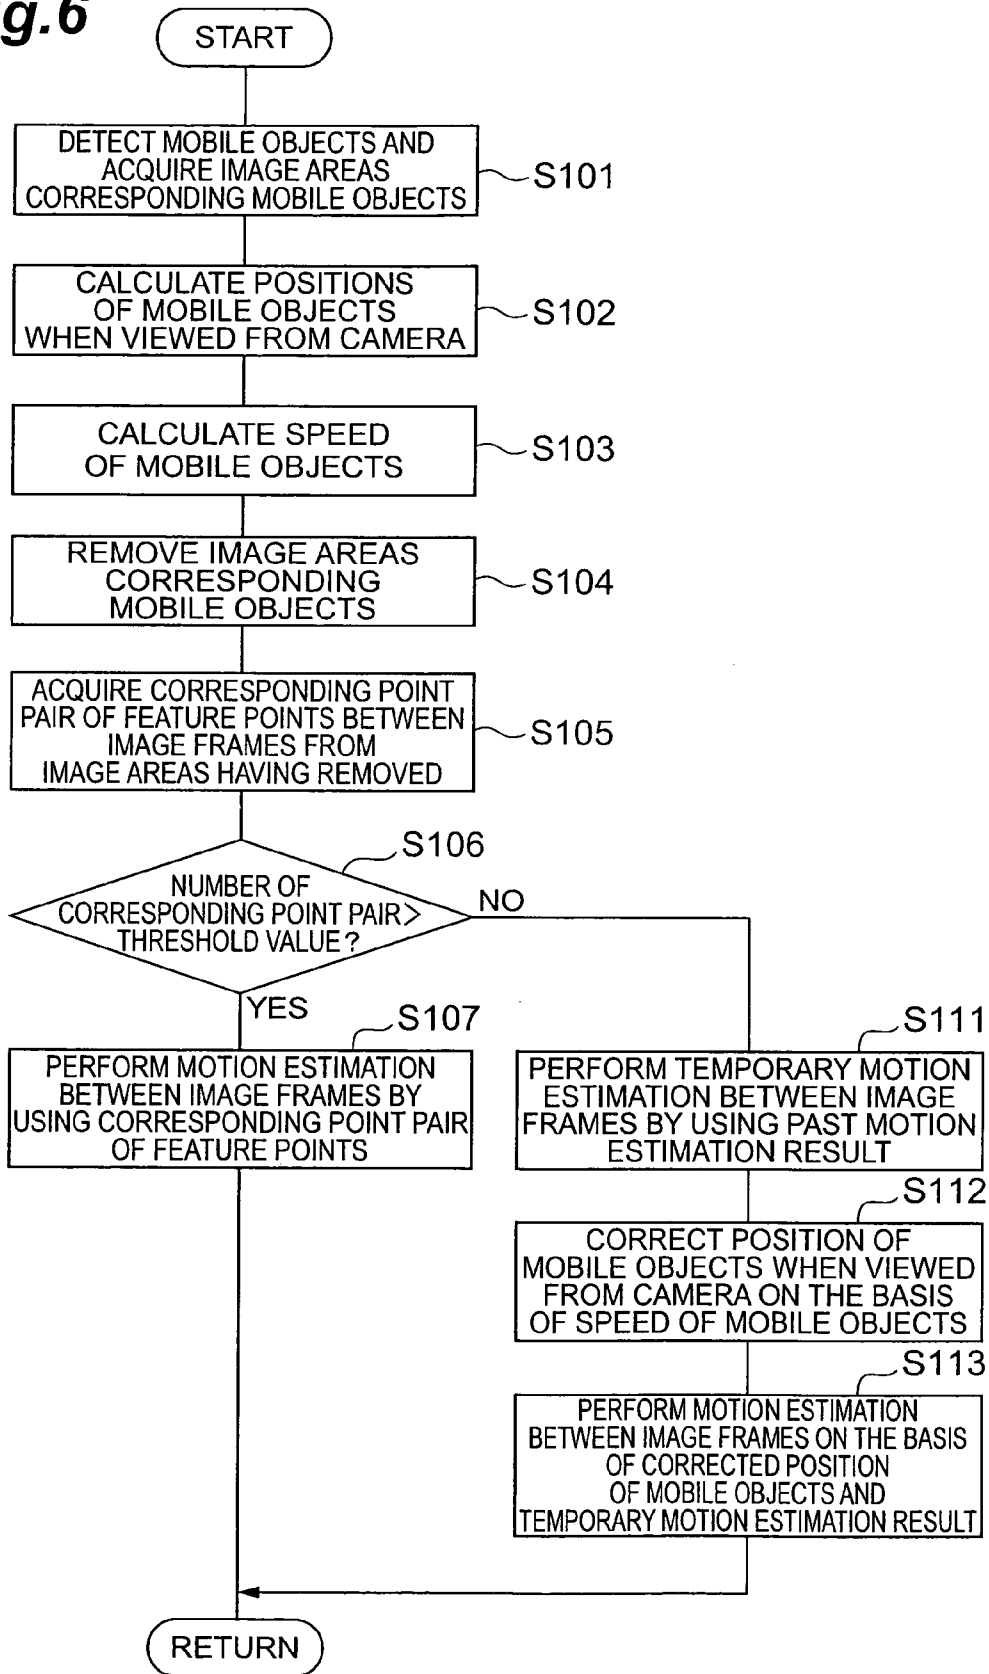 g.6
START
DETECT MOBILE OBJECTS AND
ACQUIRE IMAGE AREAS
CORRESPONDING MOBILE OBJECTS
S101
CALCULATE POSITIONS
OF MOBILE OBJECTS
WHEN VIEWED FROM CAMERA
S102
CALCULATE SPEED
OF MOBILE OBJECTS
S103
REMOVE IMAGE AREAS
CORRESPONDING
MOBILE OBJECTS
S104
ACQUIRE CORRESPONDING POINT
PAIR OF FEATURE POINTS BETWEEN
IMAGE FRAMES FROM
IMAGE AREAS HAVING REMOVED
S105
S106
NUMBER OF
CORRESPONDING POINT PAIR>
THRESHOLD VALUE?
NO
YES
S107
PERFORM MOTION ESTIMATION
BETWEEN IMAGE FRAMES BY
USING CORRESPONDING POINT PAIR
OF FEATURE POINTS
S111
PERFORM TEMPORARY MOTION
ESTIMATION BETWEEN IMAGE
FRAMES BY USING PAST MOTION
ESTIMATION RESULT
S112
CORRECT POSITION OF
MOBILE OBJECTS WHEN VIEWED
FROM CAMERA ON THE BASIS
OF SPEED OF MOBILE OBJECTS
S113
PERFORM MOTION ESTIMATION
BETWEEN IMAGE FRAMES ON THE BASIS
OF CORRECTED POSITION
OF MOBILE OBJECTS AND
TEMPORARY MOTION ESTIMATION RESULT
RETURN